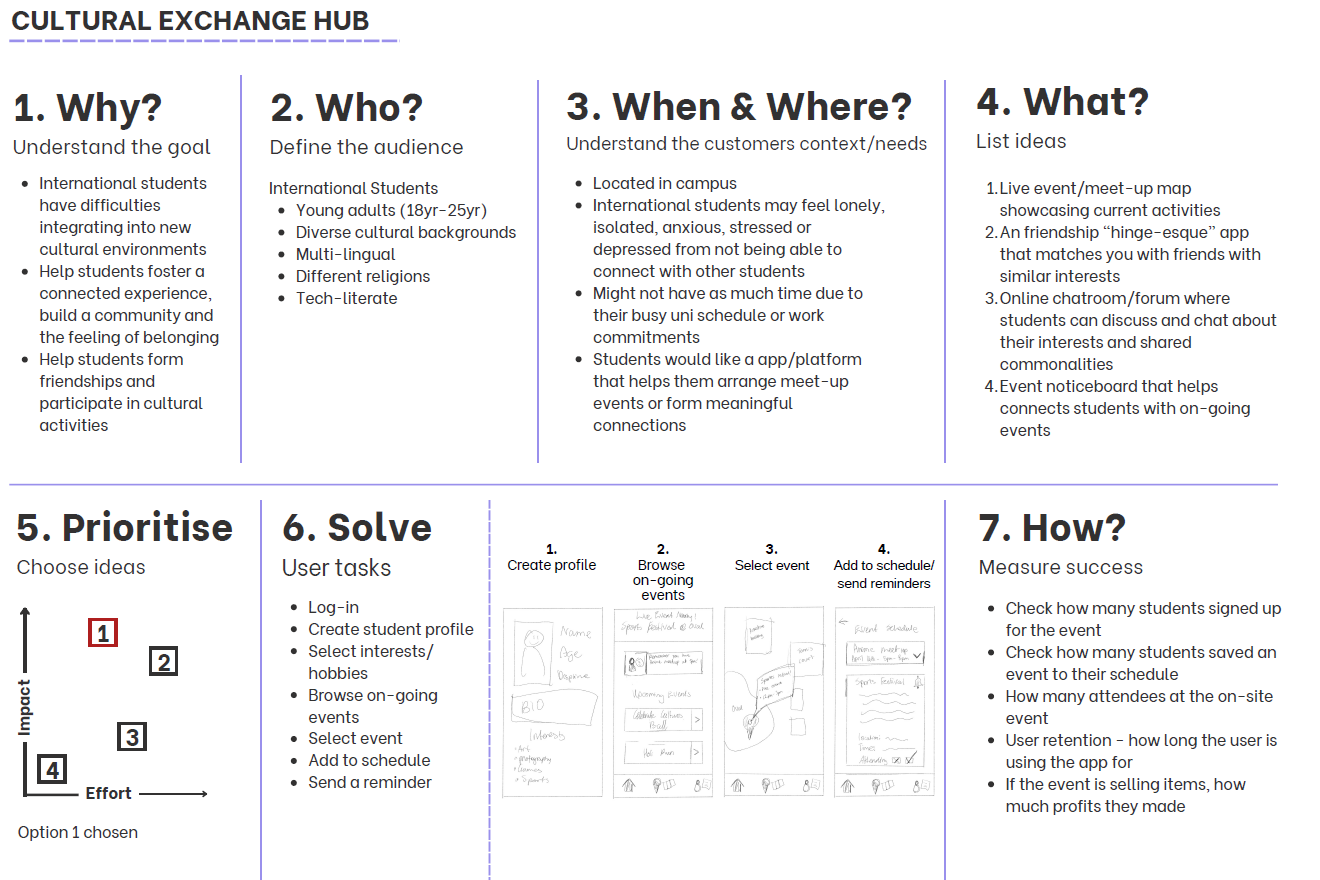 CULTURAL EXCHANGE HUB
1. Why?
Understand the goal
• International students
have difficulties
integrating into new
cultural environments
• Help students foster a
connected experience,
build a community and
the feeling of belonging
• Help students form
friendships and
participate in cultural
activities
2. Who?
Define the audience
International Students
• Young adults (18yr-25yr)
• Diverse cultural backgrounds
• Multi-lingual
• Different religions
• Tech-literate
3. When & Where?
Understand the customers context/needs
• Located in campus
• International students may feel lonely,
isolated, anxious, stressed or
depressed from not being able to
connect with other students
• Might not have as much time due to
their busy uni schedule or work
commitments
• Students would like a app/platform
that helps them arrange meet-up
events or form meaningful
connections
4. What?
List ideas
1. Live event/meet-up map
showcasing current activities
2. An friendship “hinge-esque” app
that matches you with friends with
similar interests
3. Online chatroom/forum where
students can discuss and chat about
their interests and shared
commonalities
4. Event noticeboard that helps
connects students with on-going
events
5. Prioritise
Choose ideas
1
2
3
4
Impact
Effort
Option 1 chosen
6. Solve
User tasks
• Log-in
• Create student profile
• Select interests/
hobbies
• Browse on-going
events
• Select event
• Add to schedule
• Send a reminder
1.
Create profile
Name
Age
BIO
Interests
2.
Browse
on-going
events
Live Event Nearby!
Sports Festival @ Oval
Upcoming Events
Celebrate Cultures
Run
3.
Select event
4.
Add to schedule/
send reminders
Event schedule
Picnic meet up
Sports Festival
Attending
7. How?
Measure success
• Check how many students signed up
for the event
• Check how many students saved an
event to their schedule
• How many attendees at the on-site
event
• User retention - how long the user is
using the app for
• If the event is selling items, how
much profits they made